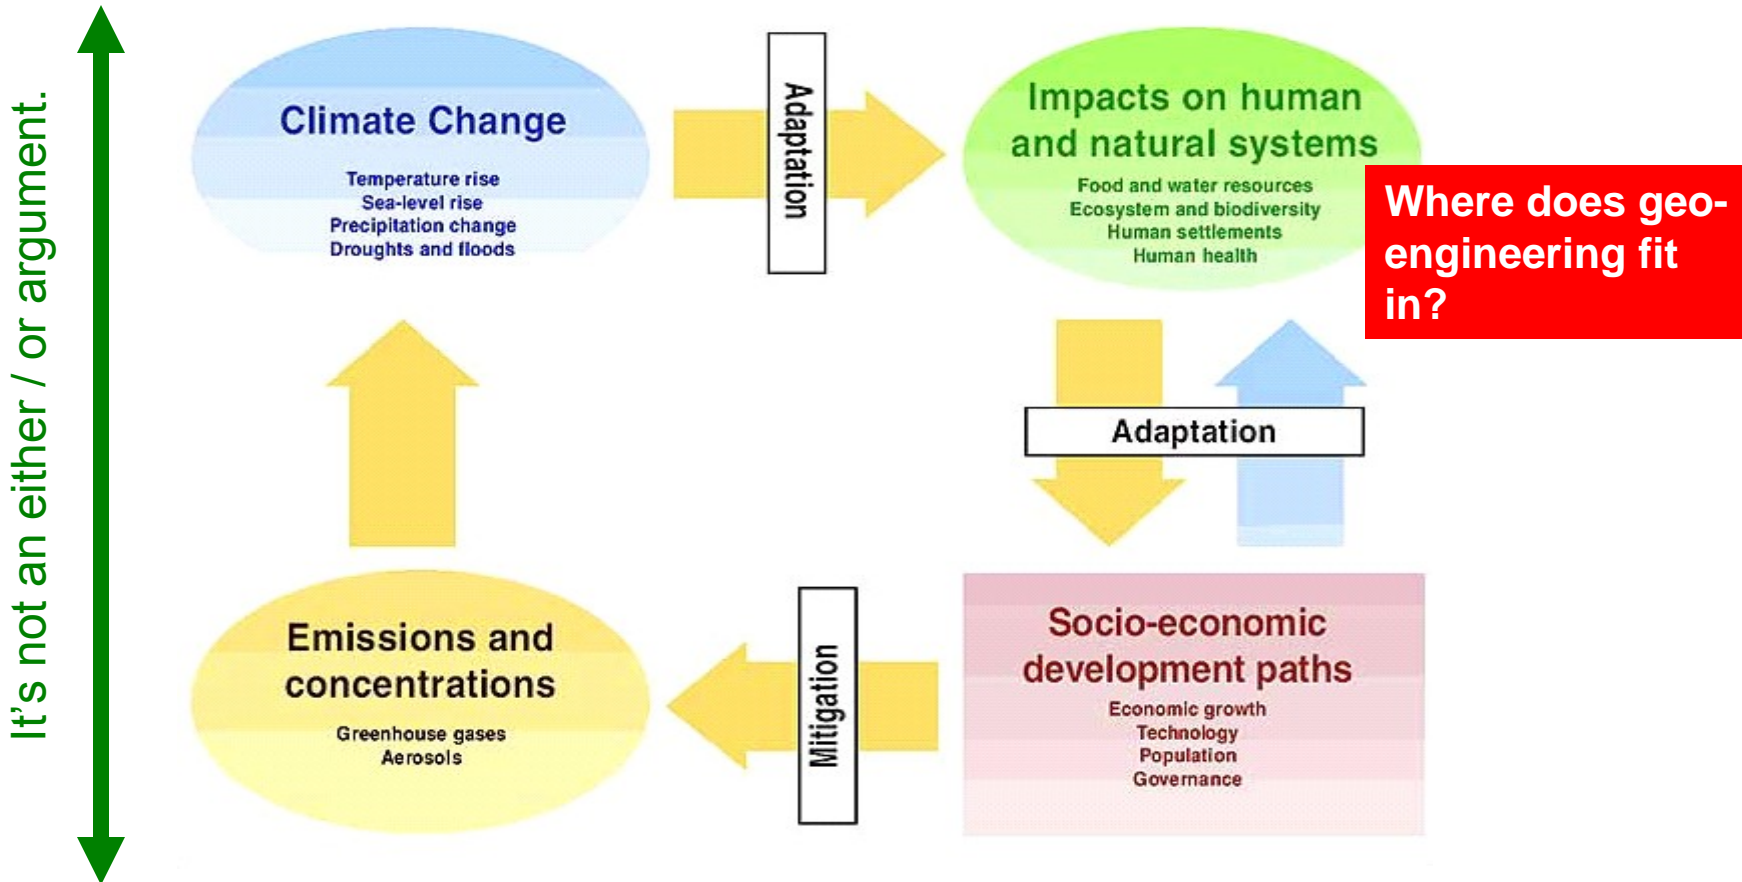 It's not an either / or argument.
Climate Change
Temperature rise
Sea-level rise
Precipitation change
Droughts and floods
Adaptation
Impacts on human
and natural systems
Food and water resources
Ecosystem and biodiversity
Human settlements
Human health
Where does geo-
engineering fit
in?
Adaptation
Emissions and
concentrations
Greenhouse gases
Aerosols
Mitigation
Socio-economic
development paths
Economic growth
Technology
Population
Governance